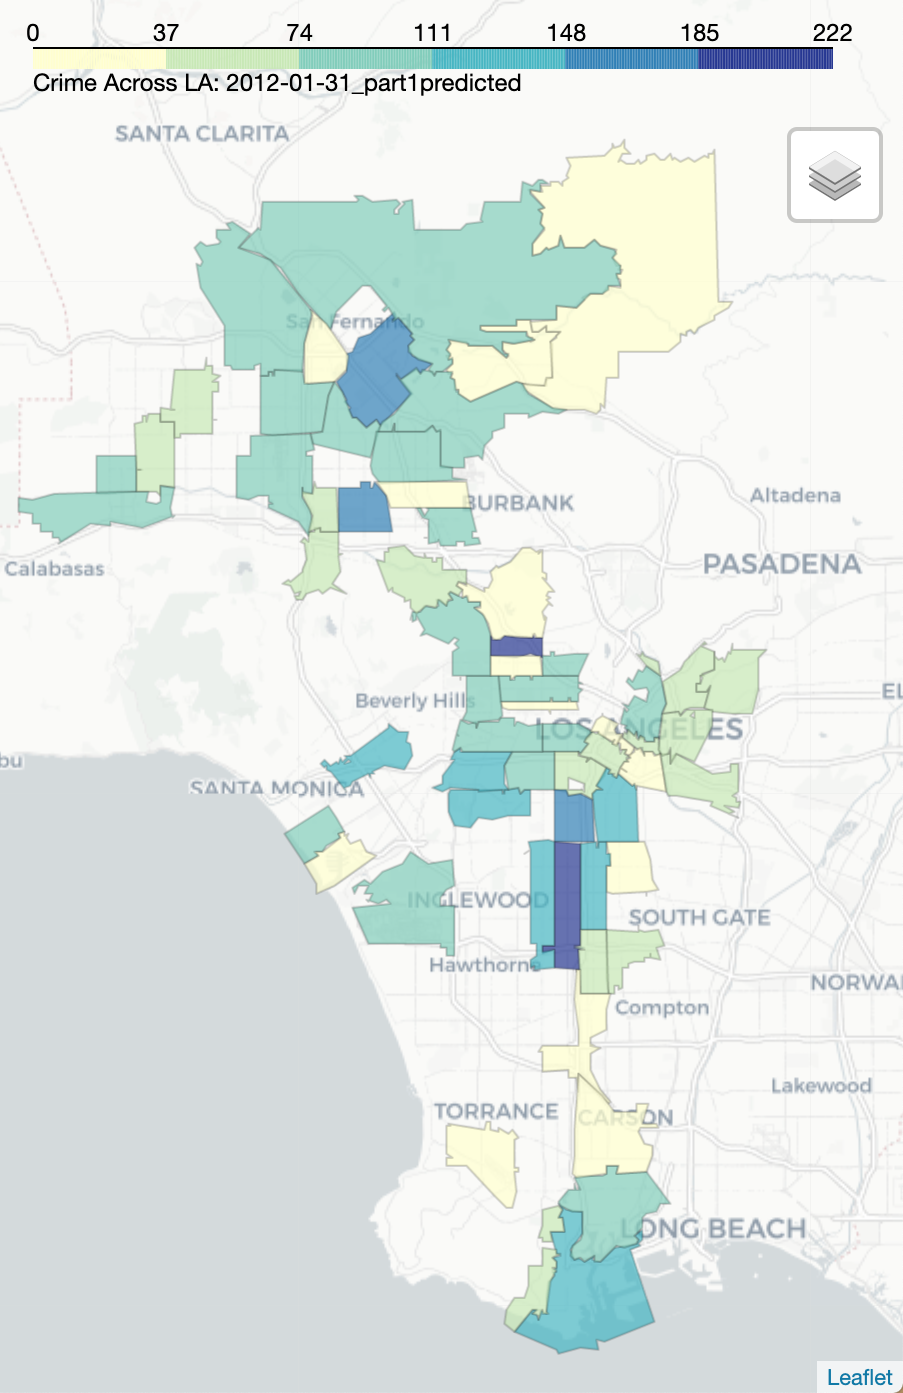 0 37 74 111 148 185 222
Crime Across LA: 2012-01-31_part1predicted
SANTA CLARITA
San Fernando
BURBANK
Altadena
Calabasas
PASADENA
Beverly Hills
EL
LOS ANGELES
bu
SANTA MONICA
INGLEWOOD
SOUTH GATE
Hawthorne
NORWA
Compton
Lakewood
TORRANCE
CARSON
LONG BEACH
Leaflet